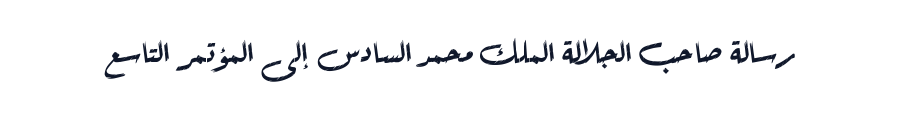 رسالة صاحب الجلالة الملك محمد السادس إلى المؤتمر التاسع